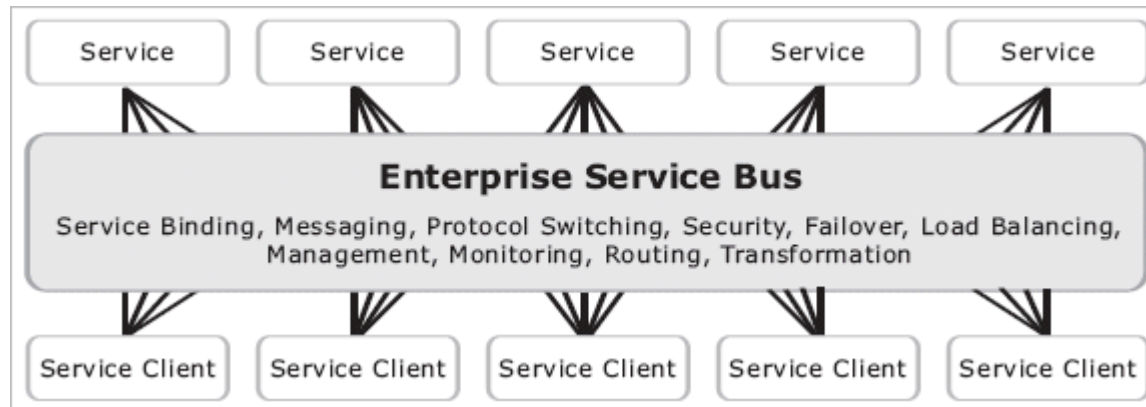 Service
Service
Service
Service
Service
Enterprise Service Bus
Service Binding, Messaging, Protocol Switching, Security, Failover, Load Balancing,
Management, Monitoring, Routing, Transformation
Service Client
Service Client
Service Client
Service Client
Service Client